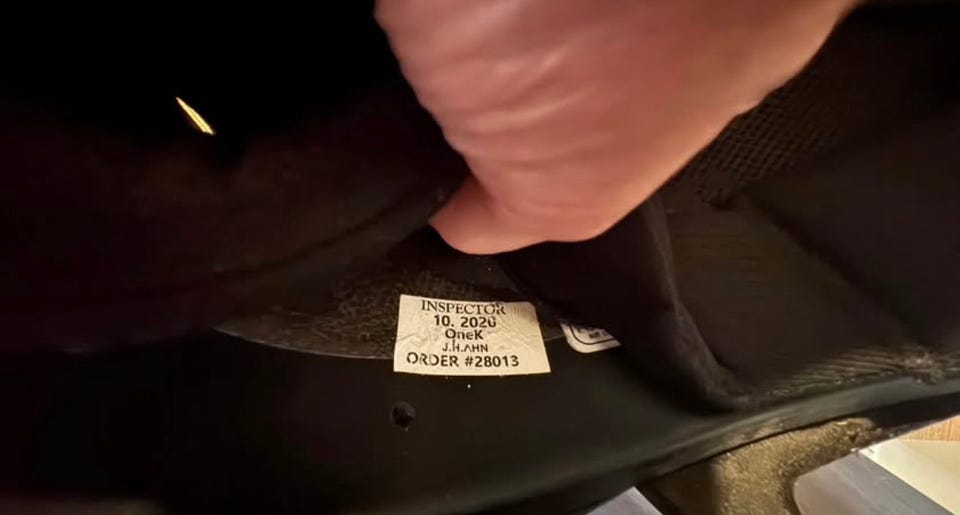 INSPECTOR
10. 2020
OneK
J.H.AHN
ORDER #28013